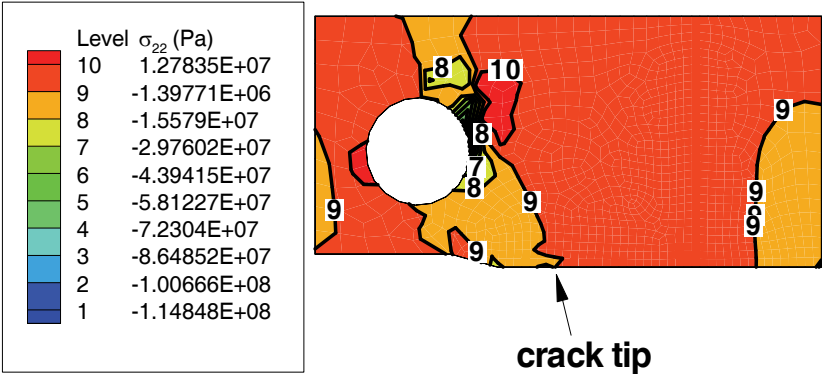 Level σ22 (Pa)
10 1.27835E+07
9 -1.39771E+06
8 -1.5579E+07
7 -2.97602E+07
6 -4.39415E+07
5 -5.81227E+07
4 -7.2304E+07
3 -8.64852E+07
2 -1.00666E+08
1 -1.14848E+08
8
10
9
8
7
8
9
9
9
9
9
9
9
crack tip